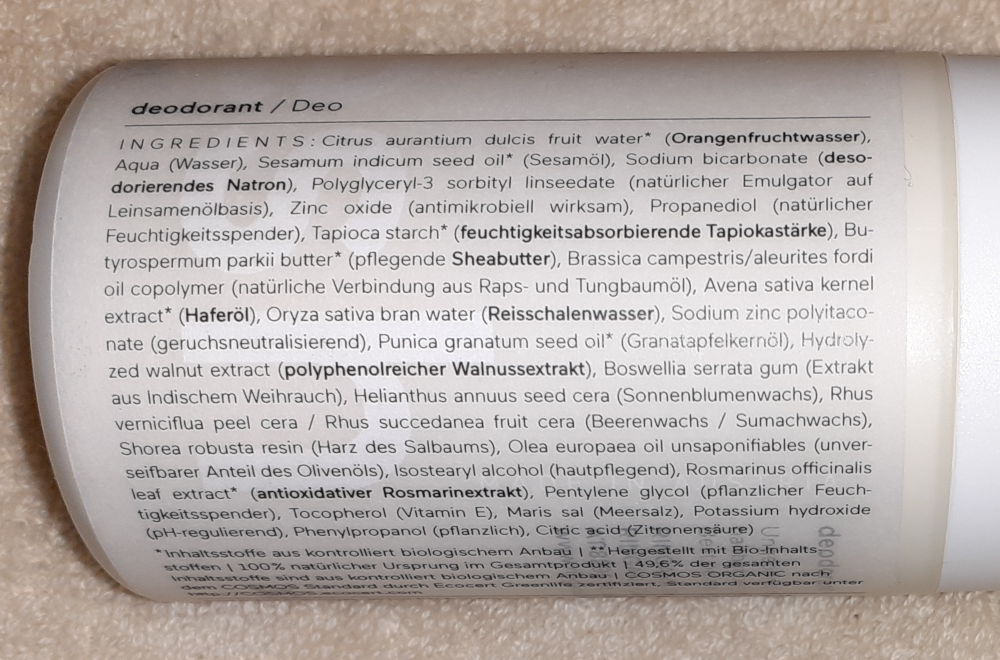 deodorant / Deo
INGREDIENTS: Citrus aurantium dulcis fruit water* (Orangenfruchtwasser),
Aqua (Wasser), Sesamum indicum seed oil* (Sesamöl), Sodium bicarbonate (deso-
dorierendes Natron), Polyglyceryl-3 sorbityl linseedate (natürlicher Emulgator auf
Leinsamenölbasis), Zinc oxide (antimikrobiell wirksam), Propanediol (natürlicher
Feuchtigkeitsspender), Tapioca starch* (feuchtigkeitsabsorbierende Tapiokastärke), Bu-
tyrospermum parkii butter* (pflegende Sheabutter), Brassica campestris/aleurites fordi
oil copolymer (natürliche Verbindung aus Raps- und Tungbaumöl), Avena sativa kernel
extract* (Haferöl), Oryza sativa bran water (Reisschalenwasser), Sodium zinc polyitaco-
nate (geruchsneutralisierend), Punica granatum seed oil* (Granatapfelkernöl), Hydroly-
zed walnut extract (polyphenolreicher Walnussextrakt), Boswellia serrata gum (Extrakt
aus Indischem Weihrauch), Helianthus annuus seed cera (Sonnenblumenwachs), Rhus
verniciflua peel cera / Rhus succedanea fruit cera (Beerenwachs / Sumachwachs),
Shorea robusta resin (Harz des Salbaums), Olea europaea oil unsaponifiables (unver-
seifbarer Anteil des Olivenöls), Isostearyl alcohol (hautpflegend), Rosmarinus officinalis
leaf extract* (antioxidativer Rosmarinextrakt), Pentylene glycol (pflanzlicher Feuch-
tigkeitsspender), Tocopherol (Vitamin E), Maris sal (Meersalz), Potassium hydroxide
(pH-regulierend), Phenylpropanol (pflanzlich), Citric acid (Zitronensäure)
*Inhaltsstoffe aus kontrolliert biologischem Anbau | **Hergestellt mit Bio-Inhalts-
stoffen | 100% natürlicher Ursprung im Gesamtprodukt | 49,6% der gesamten
Inhaltsstoffe sind aus kontrolliert biologischem Anbau | COSMOS ORGANIC nach
dem COSMOS Standard durch Ecocert Greenlife zertifiziert, Standard verfügbar unter
http://COSMOS.ecocert.com